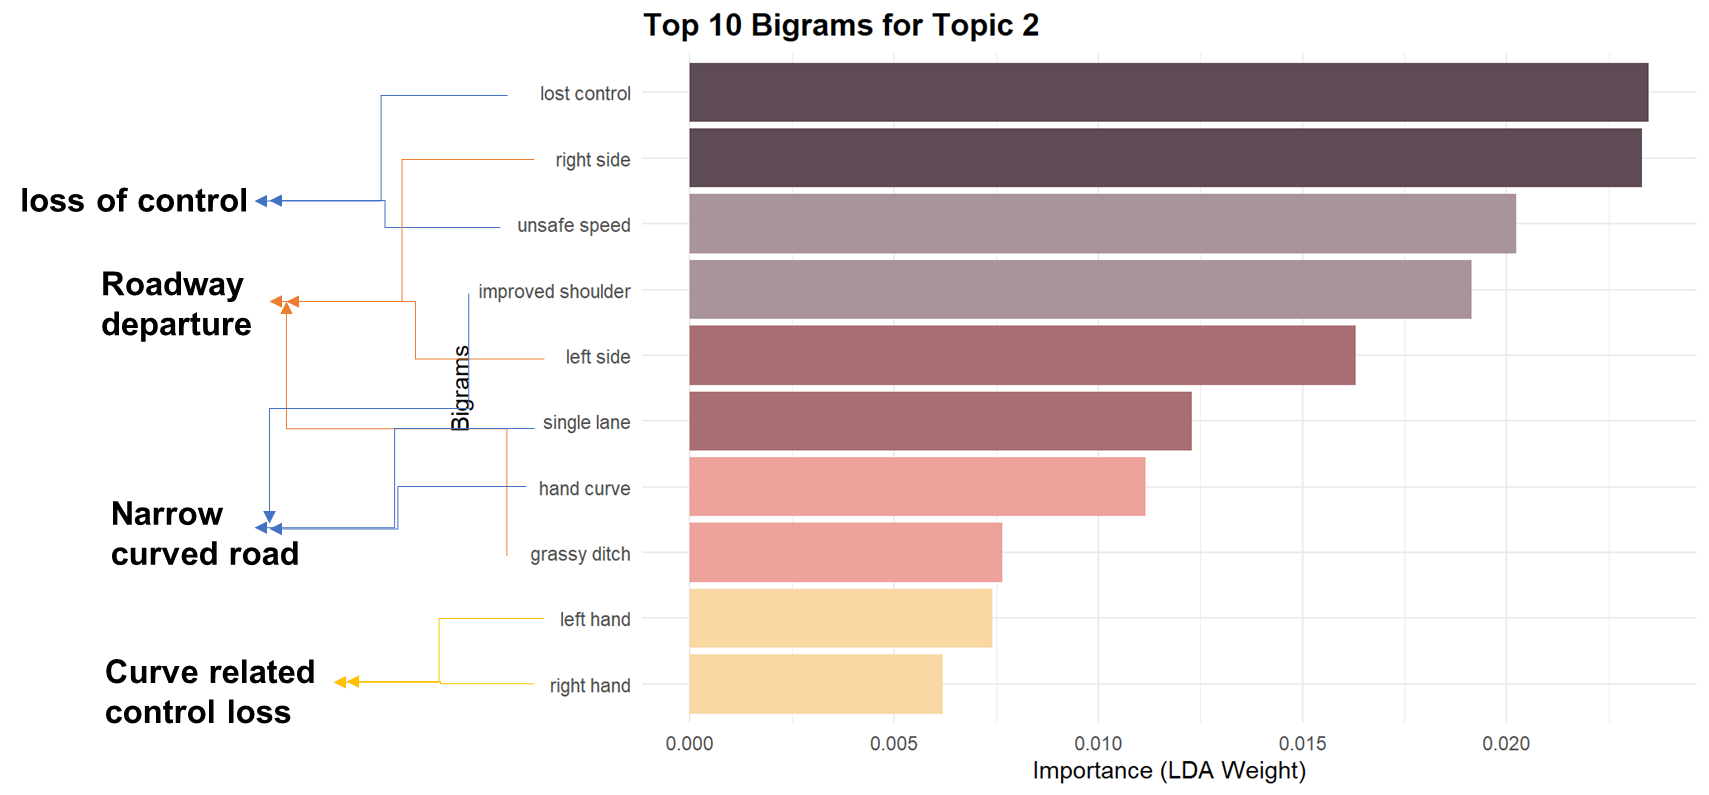 Top 10 Bigrams for Topic 2
lost control
right side
unsafe speed
improved shoulder
left side
single lane
hand curve
grassy ditch
left hand
right hand
Bigrams
loss of control
Roadway
departure
Narrow
curved road
Curve related
control loss
0.000 0.005 0.010 0.015 0.020
Importance (LDA Weight)